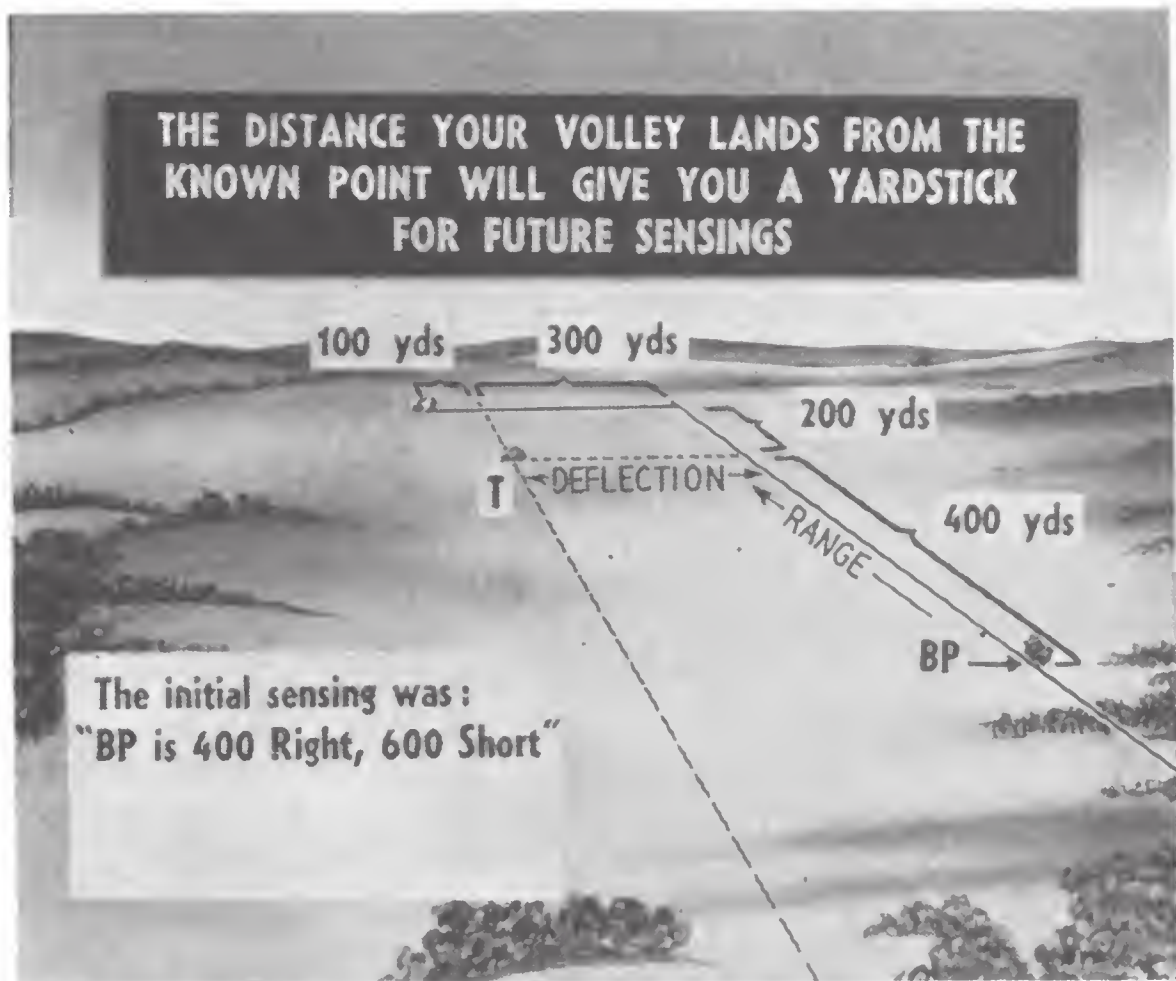 THE DISTANCE YOUR VOLLEY LANDS FROM THE
KNOWN POINT WILL GIVE YOU A YARDSTICK
FOR FUTURE SENSINGS
100 yds
300 yds
200 yds
T
DEFLECTION
RANGE
400 yds
BP
The initial sensing was:
"BP is 400 Right, 600 Short"